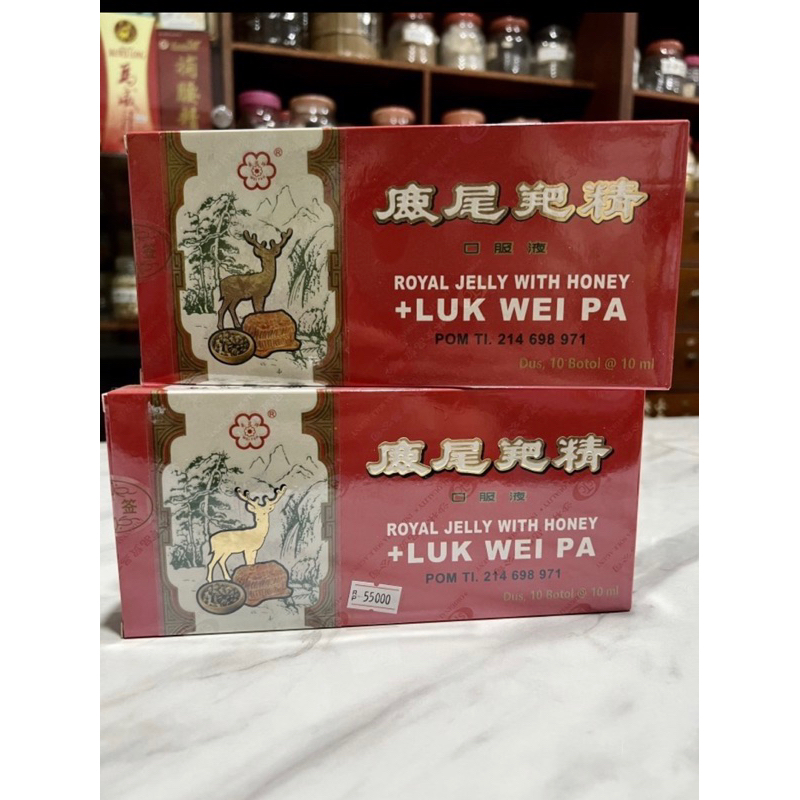 鹿尾羓精
口服液
ROYAL JELLY WITH HONEY
+LUK WEI PA
POM TI. 214 698 971
Dus, 10 Botol @ 10 ml
鹿尾羓精
口服液
ROYAL JELLY WITH HONEY
+LUK WEI PA
POM TI. 214 698 971
Dus, 10 Botol @ 10 ml
RP 55000